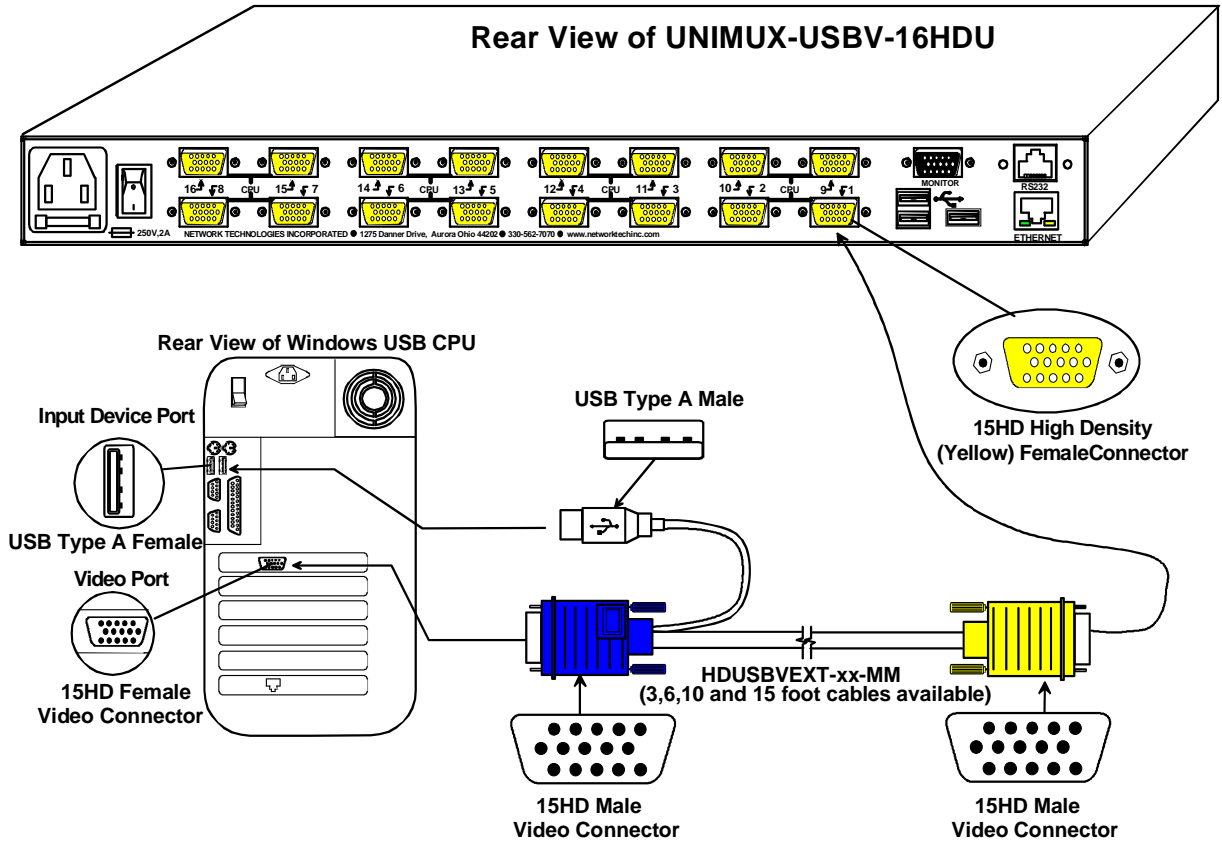 Rear View of UNIMUX-USBV-16HDU
16 8 CPU 15 7 14 6 CPU 13 5 12 4 CPU 11 3 10 2 CPU 9 1
MONITOR
RS232
250V,2A
NETWORK TECHNOLOGIES INCORPORATED ● 1275 Danner Drive, Aurora Ohio 44202 ● 330-562-7070 ● www.networktechinc.com
ETHERNET
Rear View of Windows USB CPU
Input Device Port
USB Type A Female
Video Port
15HD Female
Video Connector
USB Type A Male
15HD High Density
(Yellow) FemaleConnector
HDUSBVEXT-xx-MM
(3,6,10 and 15 foot cables available)
15HD Male
Video Connector
15HD Male
Video Connector